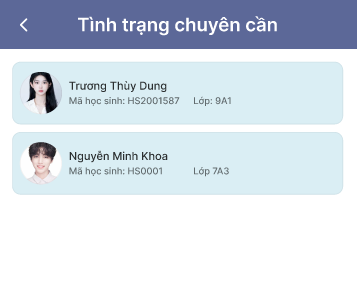 Tình trạng chuyên cần
Trương Thùy Dung
Mã học sinh: HS2001587 Lớp: 9A1
Nguyễn Minh Khoa
Mã học sinh: HS0001 Lớp 7A3